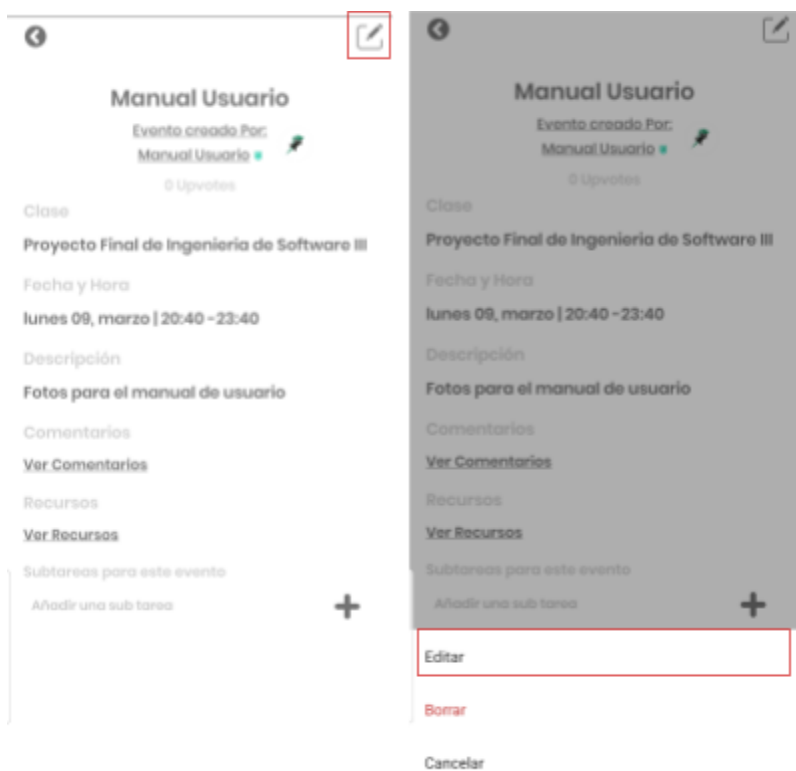 Manual Usuario
Evento creado Por:
Manual Usuario
0 Upvotes
Clase
Proyecto Final de Ingenieria de Software III
Fecha y Hora
lunes 09, marzo | 20:40 -23:40
Descripción
Fotos para el manual de usuario
Comentarios
Ver Comentarios
Recursos
Ver Recursos
Subtareas para este evento
Añadir una sub tarea
Manual Usuario
Evento creado Por:
Manual Usuario
0 Upvotes
Clase
Proyecto Final de Ingenieria de Software III
Fecha y Hora
lunes 09, marzo | 20:40 -23:40
Descripción
Fotos para el manual de usuario
Comentarios
Ver Comentarios
Recursos
Ver Recursos
Subtareas para este evento
Añadir una sub tarea
Editar
Borrar
Cancelar